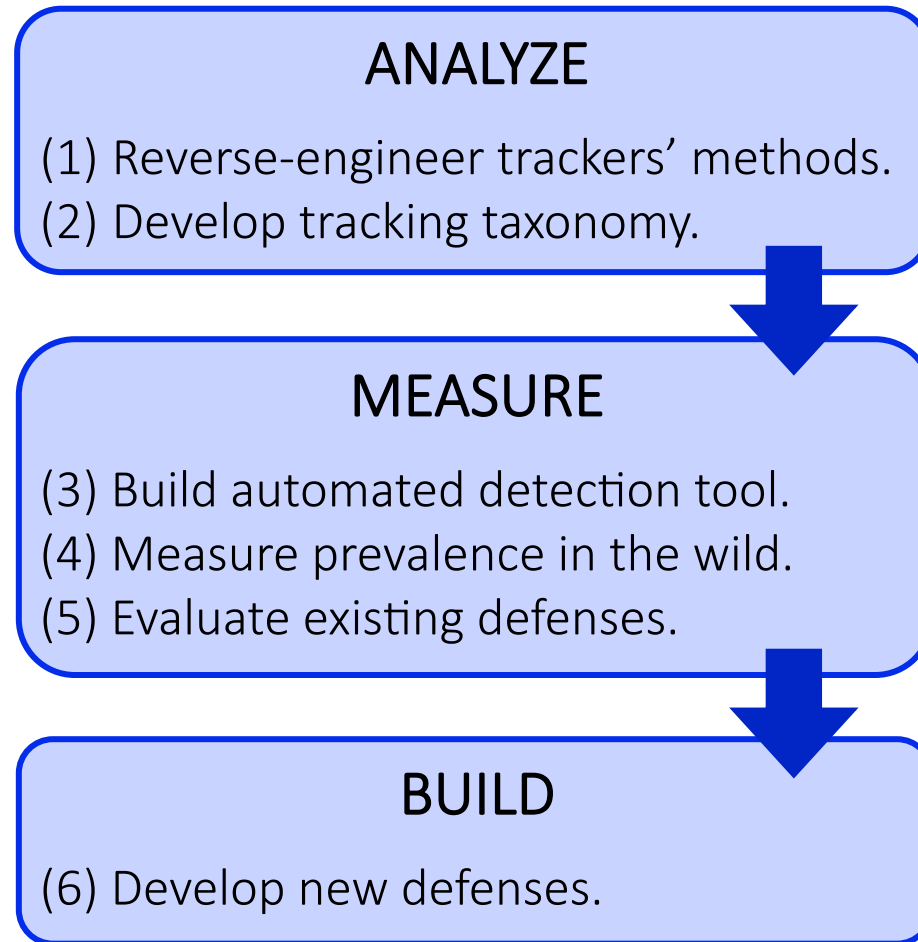 ANALYZE
(1) Reverse-engineer trackers’ methods.
(2) Develop tracking taxonomy.
MEASURE
(3) Build automated detection tool.
(4) Measure prevalence in the wild.
(5) Evaluate existing defenses.
BUILD
(6) Develop new defenses.